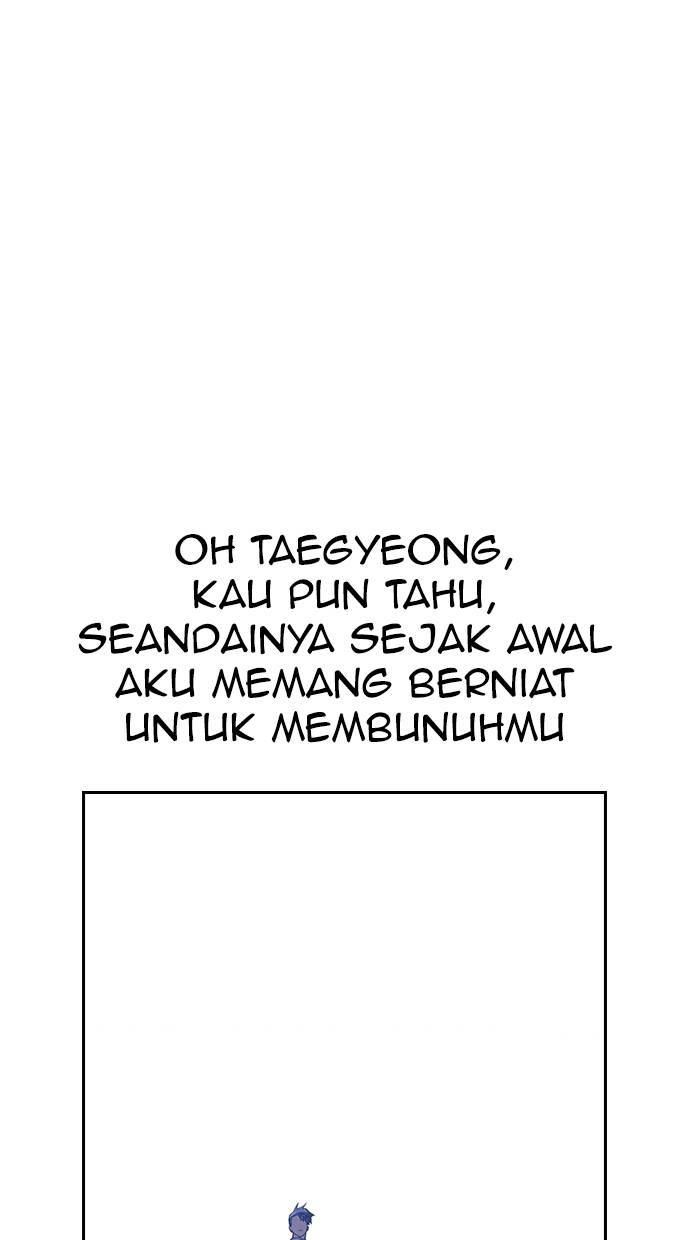 OH TAEGYEONG,
KAU PUN TAHU,
SEANDAINYA SEJAK AWAL
AKU MEMANG BERNIAT
UNTUK MEMBUNUHMU